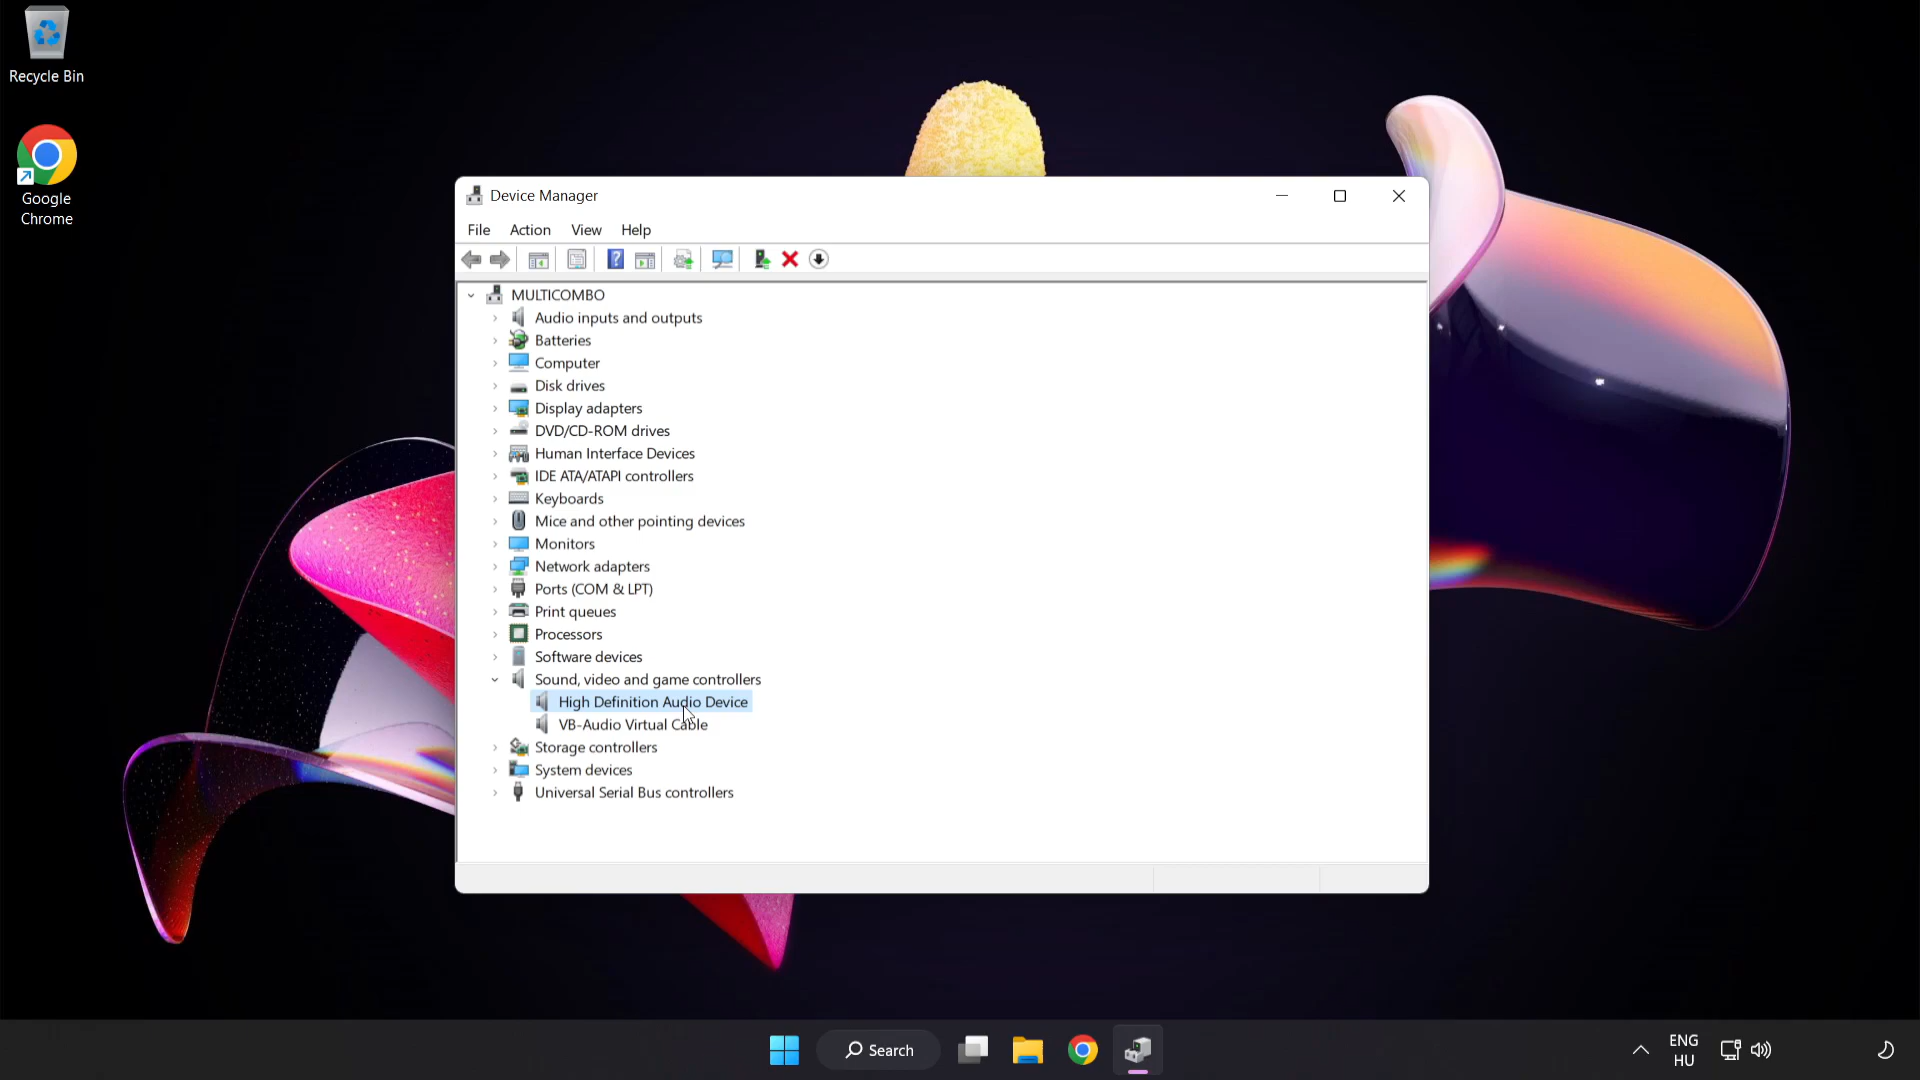 Recycle Bin
Google
Chrome
Device Manager
File Action View Help
MULTICOMBO
Audio inputs and outputs
Batteries
Computer
Disk drives
Display adapters
DVD/CD-ROM drives
Human Interface Devices
IDE ATA/ATAPI controllers
Keyboards
Mice and other pointing devices
Monitors
Network adapters
Ports (COM & LPT)
Print queues
Processors
Software devices
Sound, video and game controllers
High Definition Audio Device
VB-Audio Virtual Cable
Storage controllers
System devices
Universal Serial Bus controllers
Search
ENG
HU